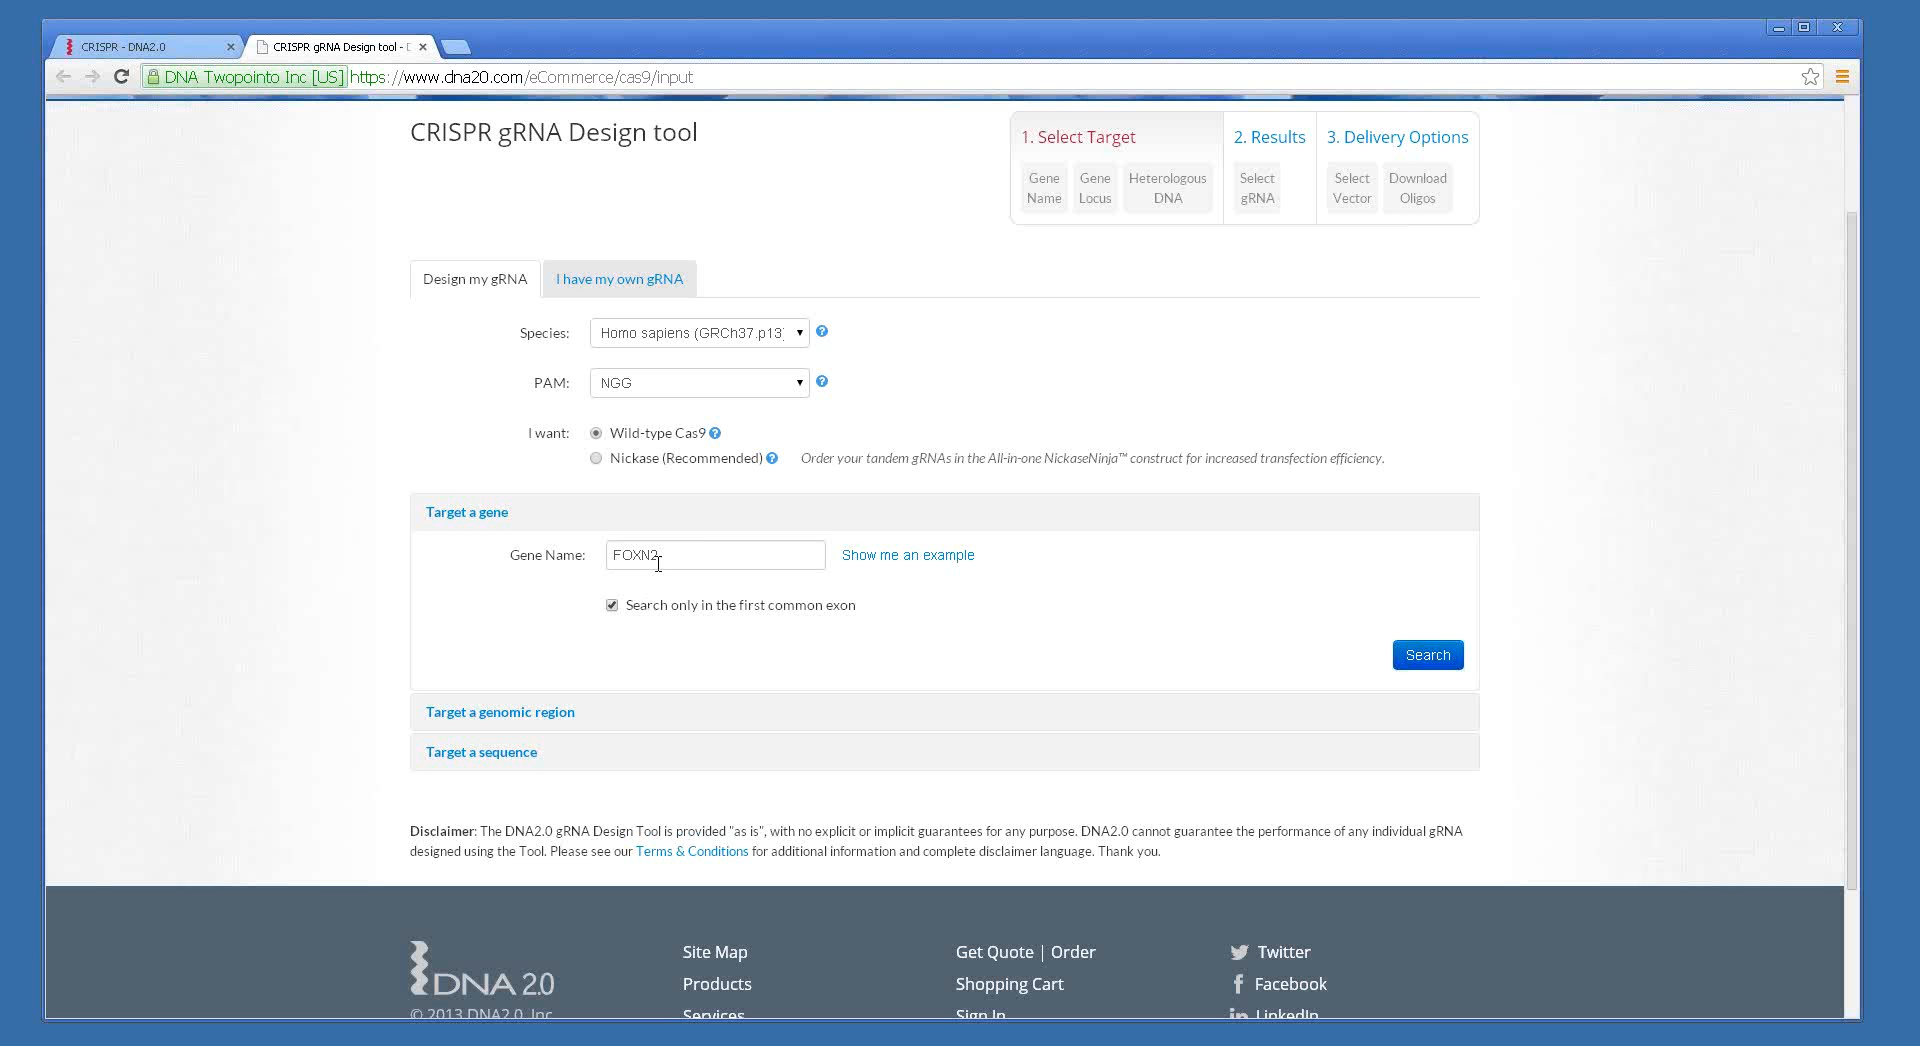 CRISPR - DNA2.0
CRISPR gRNA Design tool - D
DNA Twopointo Inc [US] https://www.dna20.com/eCommerce/cas9/input
CRISPR gRNA Design tool
1. Select Target
2. Results
3. Delivery Options
Gene Name
Gene Locus
Heterologous DNA
Select gRNA
Select Vector
Download Oligos
Design my gRNA
I have my own gRNA
Species: Homo sapiens (GRCh37.p13)
PAM: NGG
I want: Wild-type Cas9
Nickase (Recommended) Order your tandem gRNAs in the All-in-one NickaseNinja™ construct for increased transfection efficiency.
Target a gene
Gene Name: FOXN2 Show me an example
Search only in the first common exon
Search
Target a genomic region
Target a sequence
Disclaimer: The DNA2.0 gRNA Design Tool is provided "as is", with no explicit or implicit guarantees for any purpose. DNA2.0 cannot guarantee the performance of any individual gRNA
designed using the Tool. Please see our Terms & Conditions for additional information and complete disclaimer language. Thank you.
DNA 2.0
© 2013 DNA2.0, Inc.
Site Map
Products
Services
Get Quote | Order
Shopping Cart
Sign In
Twitter
Facebook
LinkedIn